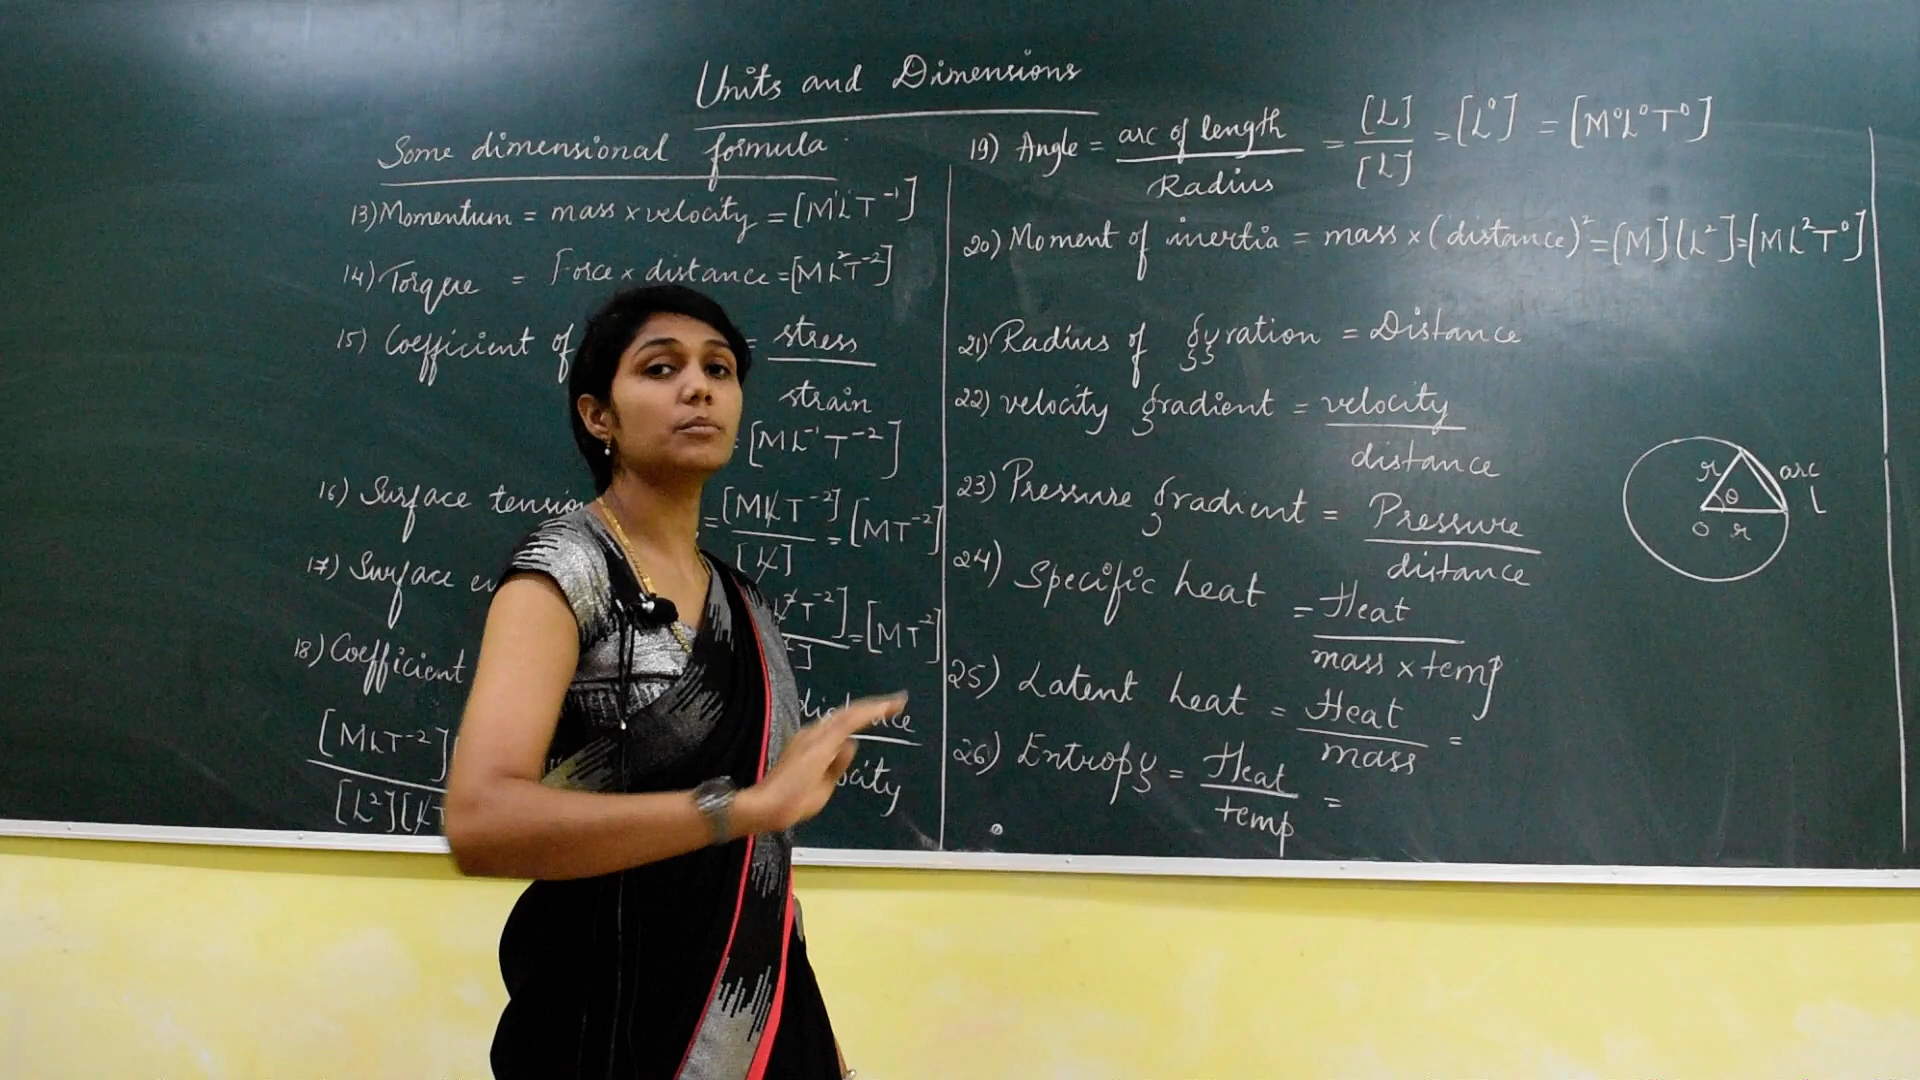 Units and Dimensions
Some dimensional formula
13) Momentum = mass x velocity = [M¹L¹T⁻¹]
14) Torque = Force x distance = [ML²T⁻²]
15) Coefficient of = stress / strain
= [ML⁻¹T⁻²]
16) Surface tension = [MLT⁻²] / [L] = [MT⁻²]
17) Surface T⁻²] = [MT⁻²]
18) Coefficient
[MLT⁻²]
[L²][L
distance
19) Angle = arc of length / Radius = [L] / [L] = [L⁰] = [M⁰L⁰T⁰]
20) Moment of inertia = mass x (distance)² = [M][L²] = [ML²T⁰]
21) Radius of gyration = Distance
22) velocity gradient = velocity / distance
23) Pressure gradient = Pressure / distance
24) Specific heat = Heat / mass x temp
25) Latent heat = Heat / mass =
26) Entropy = Heat / temp =
r arc
θ
O r l